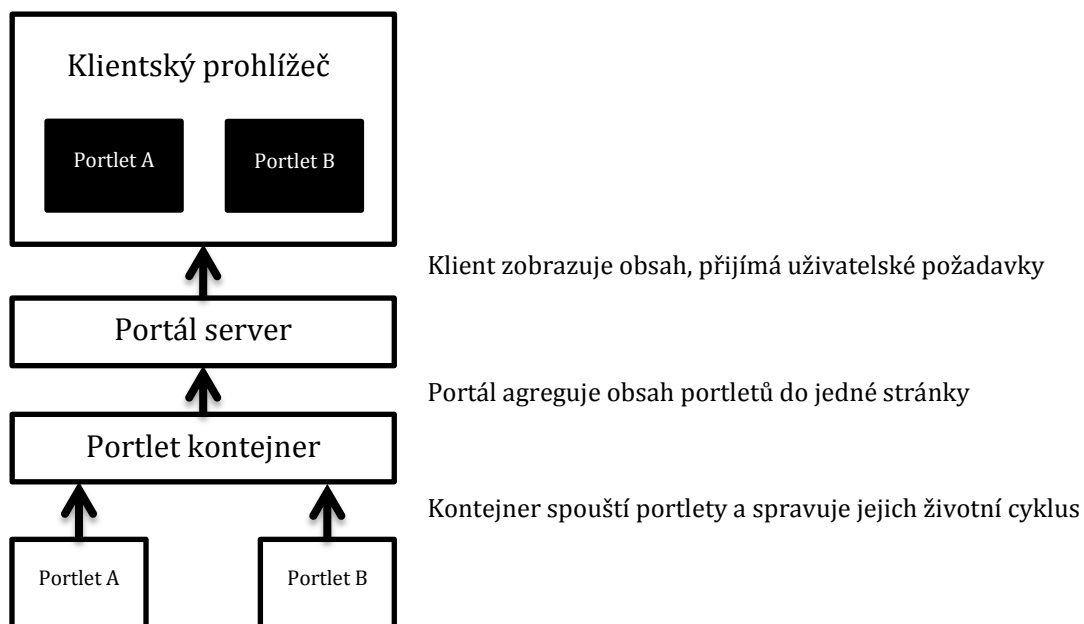 Klientský prohlížeč
Portlet A
Portlet B
Klient zobrazuje obsah, přijímá uživatelské požadavky
Portál server
Portál agreguje obsah portletů do jedné stránky
Portlet kontejner
Kontejner spouští portlety a spravuje jejich životní cyklus
Portlet A
Portlet B